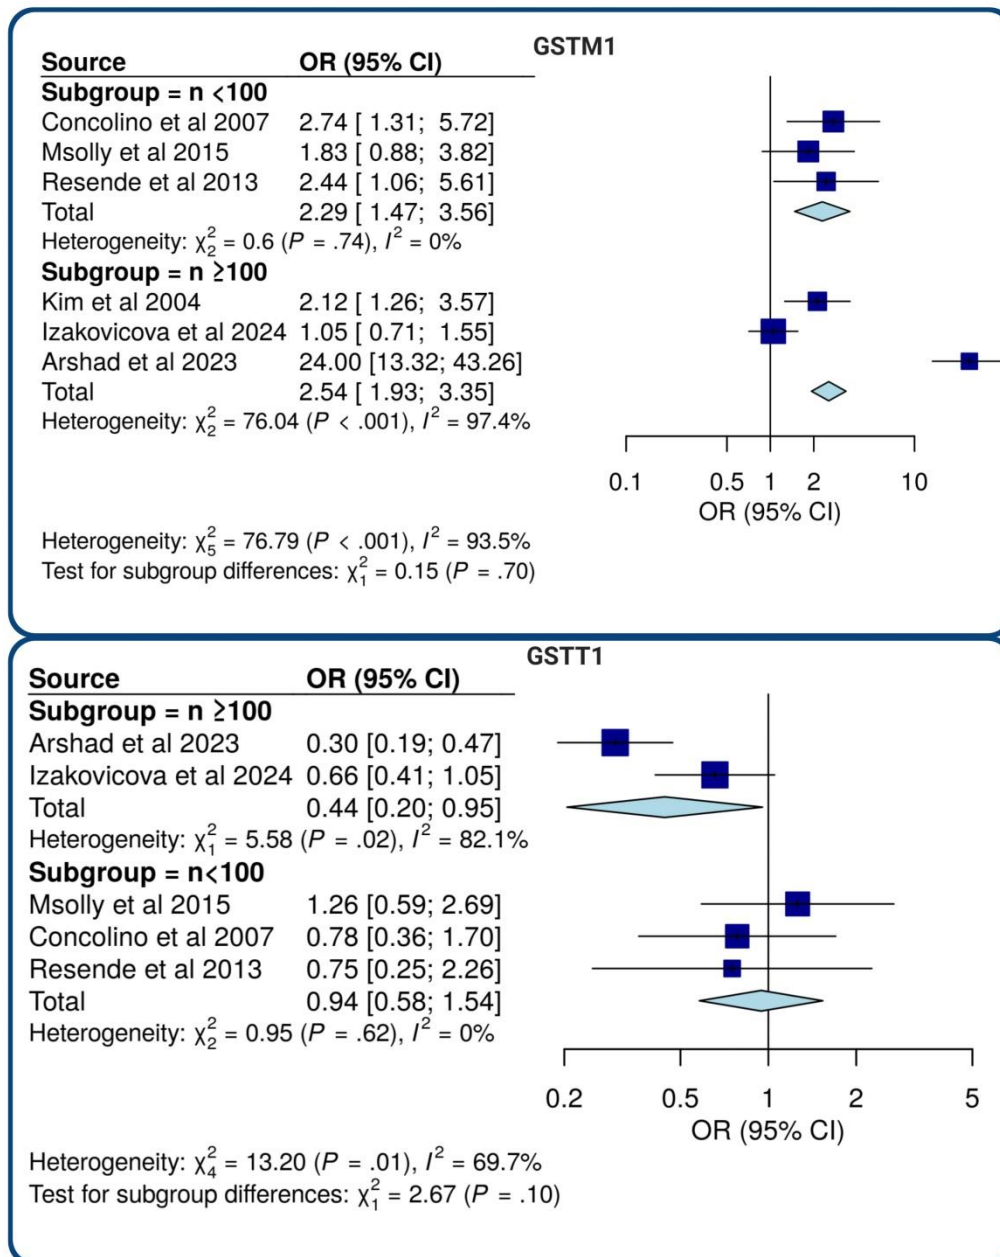 GSTM1
Source OR (95% CI)
Subgroup = n <100
Concolino et al 2007 2.74 [ 1.31; 5.72]
Msolly et al 2015 1.83 [ 0.88; 3.82]
Resende et al 2013 2.44 [ 1.06; 5.61]
Total 2.29 [ 1.47; 3.56]
Heterogeneity: χ²₂ = 0.6 (P = .74), I² = 0%
Subgroup = n ≥100
Kim et al 2004 2.12 [ 1.26; 3.57]
Izakovicova et al 2024 1.05 [ 0.71; 1.55]
Arshad et al 2023 24.00 [13.32; 43.26]
Total 2.54 [ 1.93; 3.35]
Heterogeneity: χ²₂ = 76.04 (P < .001), I² = 97.4%
0.1 0.5 1 2 10
OR (95% CI)
Heterogeneity: χ²₅ = 76.79 (P < .001), I² = 93.5%
Test for subgroup differences: χ²₁ = 0.15 (P = .70)
GSTT1
Source OR (95% CI)
Subgroup = n ≥100
Arshad et al 2023 0.30 [0.19; 0.47]
Izakovicova et al 2024 0.66 [0.41; 1.05]
Total 0.44 [0.20; 0.95]
Heterogeneity: χ²₁ = 5.58 (P = .02), I² = 82.1%
Subgroup = n<100
Msolly et al 2015 1.26 [0.59; 2.69]
Concolino et al 2007 0.78 [0.36; 1.70]
Resende et al 2013 0.75 [0.25; 2.26]
Total 0.94 [0.58; 1.54]
Heterogeneity: χ²₂ = 0.95 (P = .62), I² = 0%
0.2 0.5 1 2 5
OR (95% CI)
Heterogeneity: χ²₄ = 13.20 (P = .01), I² = 69.7%
Test for subgroup differences: χ²₁ = 2.67 (P = .10)